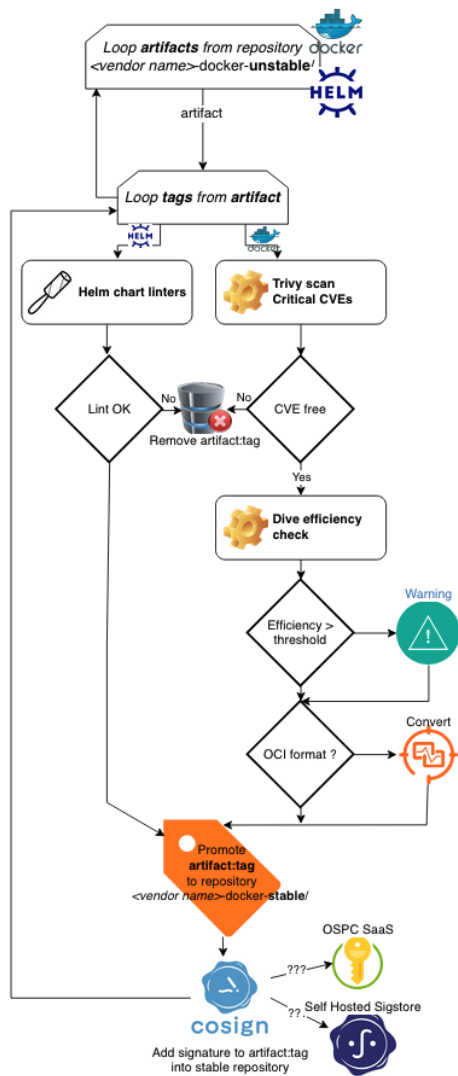 Loop artifacts from repository
docker
<vendor name>-docker-unstable/
HELM
artifact
Loop tags from artifact
HELM
docker
Helm chart linters
Trivy scan
Critical CVEs
Lint OK
No
No
CVE free
Remove artifact:tag
Yes
Dive efficiency
check
Warning
Efficiency >
threshold
!
Convert
OCI format ?
Promote
artifact:tag
to repository
<vendor name>-docker-stable/
OSPC SaaS
???
Self Hosted Sigstore
??.
cosign
Add signature to artifact:tag
into stable repository